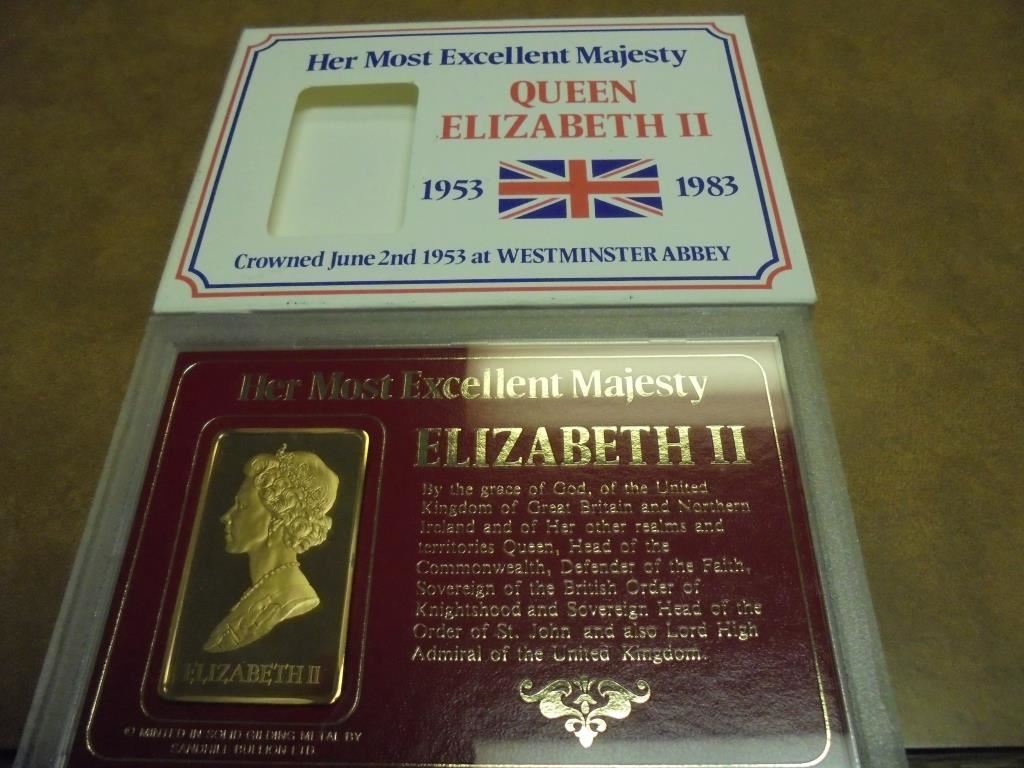 Her Most Excellent Majesty
QUEEN
ELIZABETH II
1953 1983
Crowned June 2nd 1953 at WESTMINSTER ABBEY
Her Most Excellent Majesty
ELIZABETH II
By the grace of God, of the United
Kingdom of Great Britain and Northern
Ireland and of Her other realms and
territories Queen, Head of the
Commonwealth, Defender of the Faith,
Sovereign of the British Order of
Knightshood and Sovereign Head of the
Order of St. John and also Lord High
Admiral of the United Kingdom.
ELIZABETH II
© MINTED IN SOLID GILDING METAL BY
SANDHILL BULLION LTD